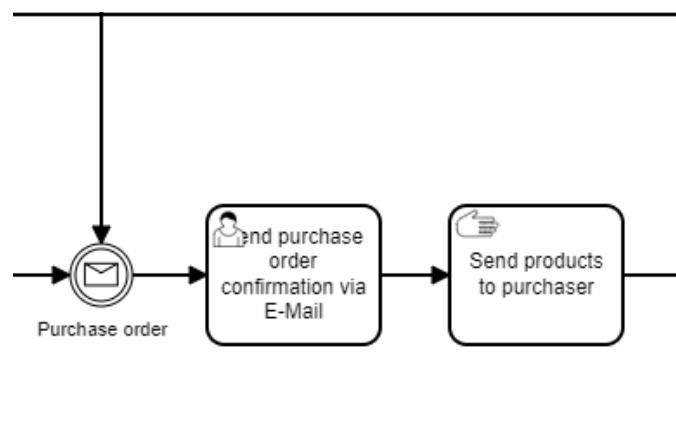 end purchase
order
confirmation via
E-Mail
Send products
to purchaser
Purchase order